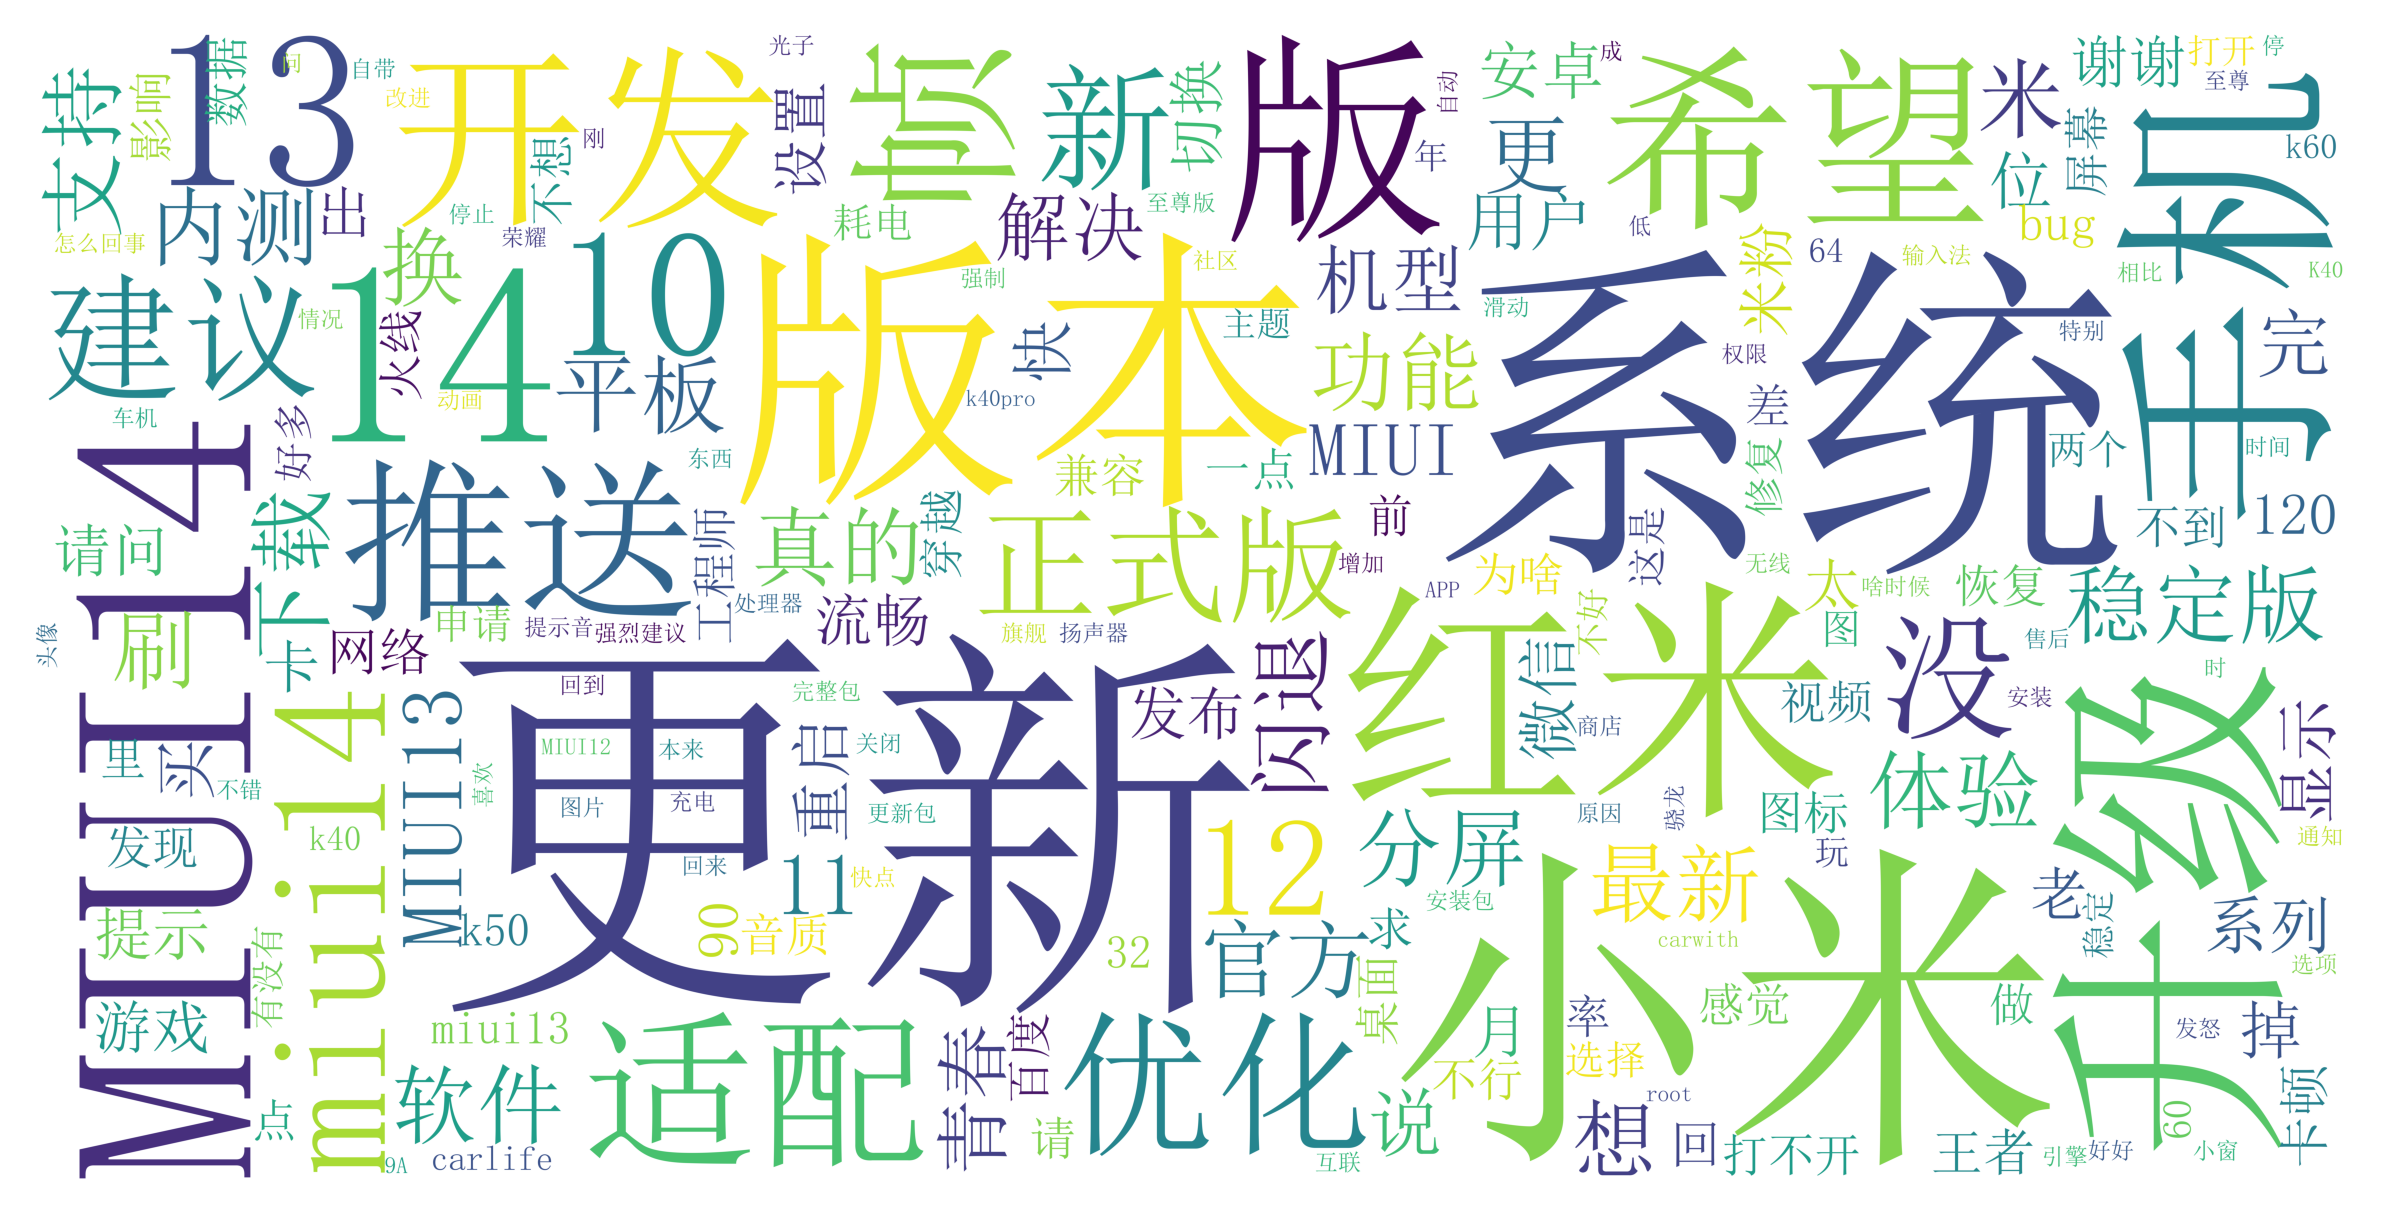 支持
影响
数据
13
问
自带
改进
开发
刚
不想
光子
设置
掉帧
新
切换
版
年
自动
安卓
成
更
用户
低
希望
米
位
屏幕
谢谢
打开
停
至尊
手机
k60
bug
64
输入法
米粉
相比
K40
怎么回事
内测
出
换
停止
荣耀
耗电
解决
至尊版
社区
强制
建议
情况
14
10
火线
平板
动画
车机
好多
版本
快
主题
k40pro
东西
机型
滑动
功能
MIUI
系统
权限
差
特别
完
两个
时间
修复
120
不到
兼容
一点
前
MIUI14
请问
下载
推送
工程师
真的
穿越
正式版
增加
为啥
这是
无线
太
啥时候
恢复
稳定版
刷
卡
网络
申请
提示音
强烈建议
处理器
流畅
旗舰
扬声器
APP
不好
图
售后
时
头像
miui14
MIUI13
更新
回到
完整包
发布
闪退
红米
微信
视频
没
安装
升级
显示
里
买
不错
喜欢
MIUI12
本来
重启
关闭
图片
充电
更新包
商店
原因
骁龙
图标
体验
玩
通知
发现
k40
回来
11
快点
12
分屏
安装包
最新
老
稳定
系列
选项
提示
有没有
k50
90
音质
32
官方
求
carwith
小米
游戏
miui13
适配
青春
百度
优化
桌面
月
率
感觉
做
发怒
掉
不行
选择
点
软件
请
说
想
root
60
卡顿
9A
carlife
互联
回
打不开
王者
引擎
好好
小窗